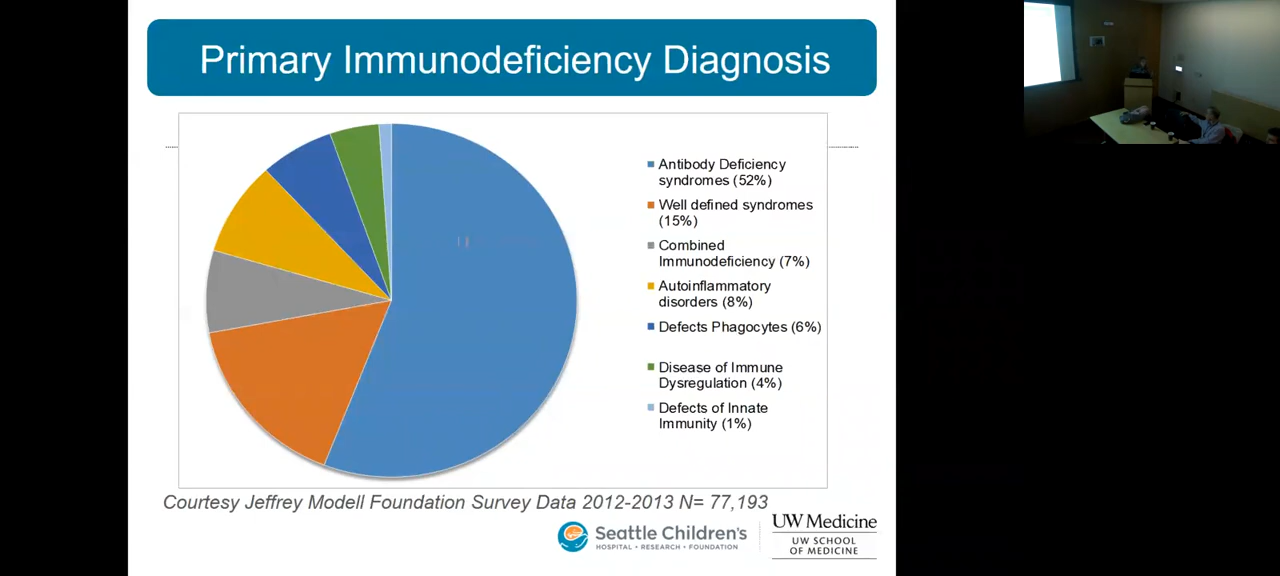 Primary Immunodeficiency Diagnosis
Antibody Deficiency
syndromes (52%)
Well defined syndromes
(15%)
Combined
Immunodeficiency (7%)
Autoinflammatory
disorders (8%)
Defects Phagocytes (6%)
Disease of Immune
Dysregulation (4%)
Defects of Innate
Immunity (1%)
Courtesy Jeffrey Modell Foundation Survey Data 2012-2013 N= 77,193
Seattle Children's
HOSPITAL • RESEARCH • FOUNDATION
UW Medicine
UW SCHOOL
OF MEDICINE